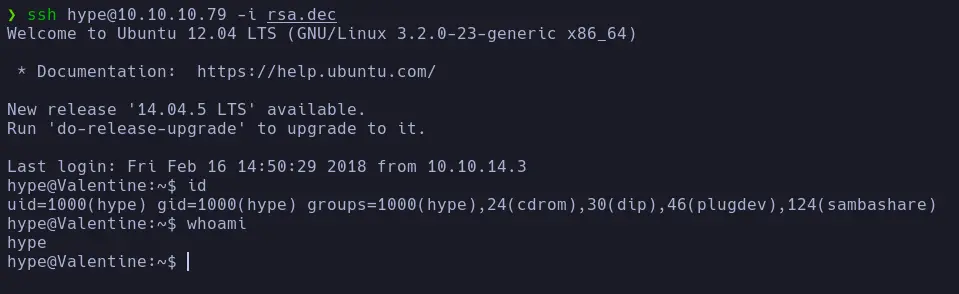 ❯ ssh hype@10.10.10.79 -i rsa.dec
Welcome to Ubuntu 12.04 LTS (GNU/Linux 3.2.0-23-generic x86_64)
* Documentation:  https://help.ubuntu.com/
New release '14.04.5 LTS' available.
Run 'do-release-upgrade' to upgrade to it.
Last login: Fri Feb 16 14:50:29 2018 from 10.10.14.3
hype@Valentine:~$ id
uid=1000(hype) gid=1000(hype) groups=1000(hype),24(cdrom),30(dip),46(plugdev),124(sambashare)
hype@Valentine:~$ whoami
hype
hype@Valentine:~$